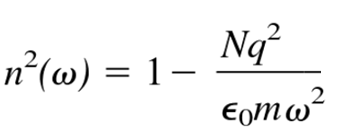 n²(ω) = 1 − Nq² / ϵ₀mω²